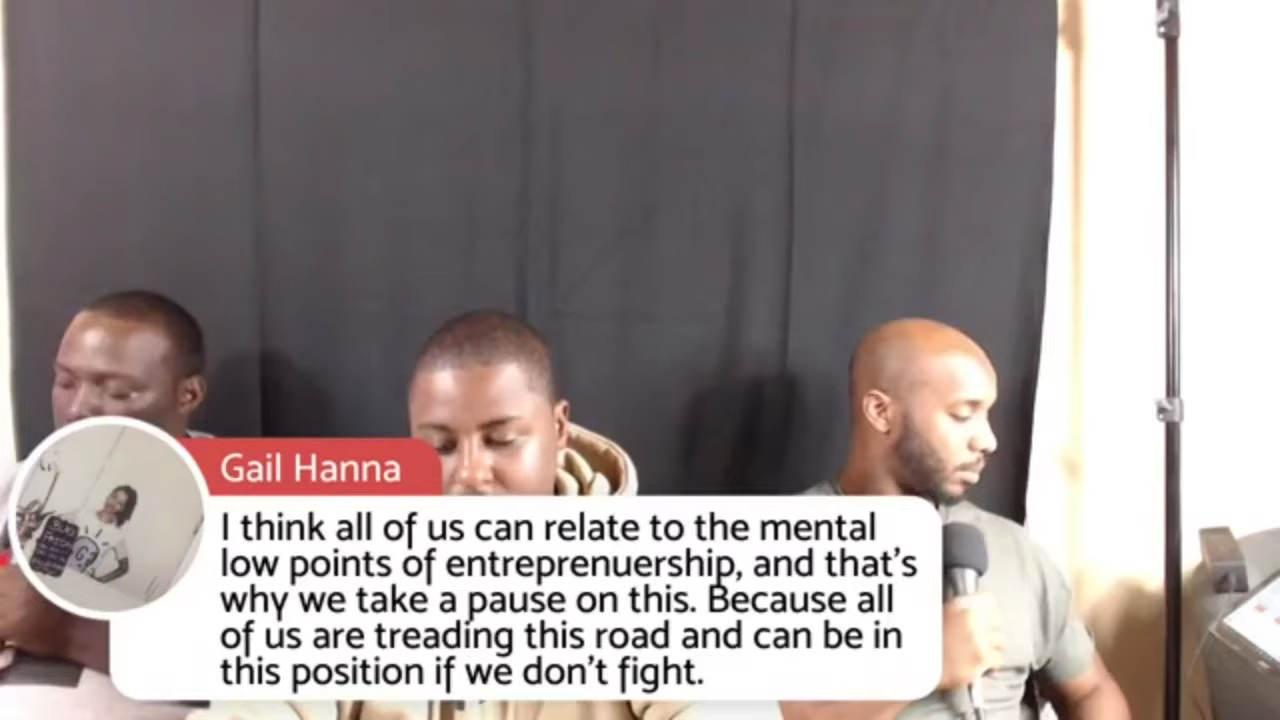 Gail Hanna
I think all of us can relate to the mental
low points of entreprenuership, and that's
why we take a pause on this. Because all
of us are treading this road and can be in
this position if we don't fight.